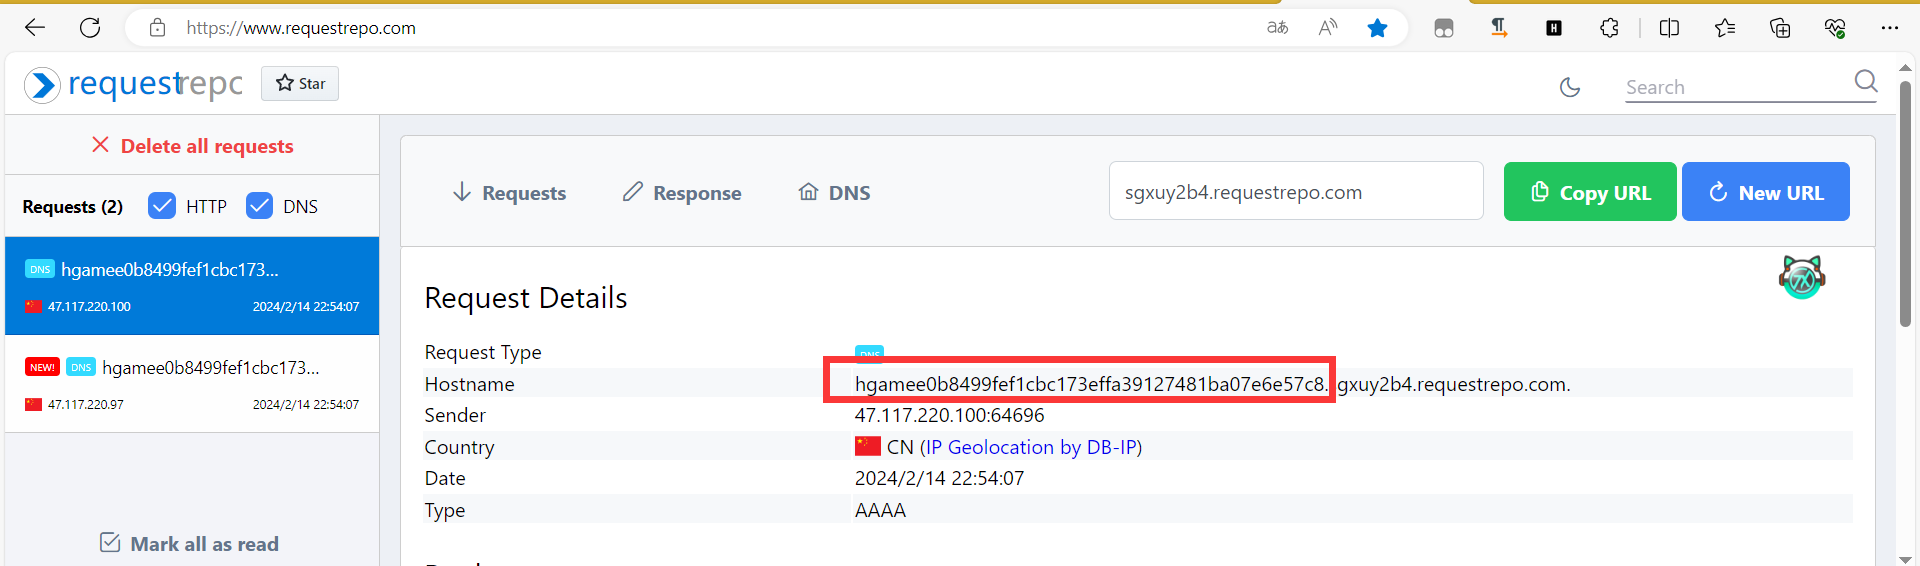 https://www.requestrepo.com
requestrepo
Star
Search
Delete all requests
Requests (2) HTTP DNS
DNS hgamee0b8499fef1cbc173...
47.117.220.100 2024/2/14 22:54:07
NEW! DNS hgamee0b8499fef1cbc173...
47.117.220.97 2024/2/14 22:54:07
Mark all as read
Requests Response DNS sgxuy2b4.requestrepo.com Copy URL New URL
Request Details
Request Type DNS
Hostname hgamee0b8499fef1cbc173effa39127481ba07e6e57c8.sgxuy2b4.requestrepo.com.
Sender 47.117.220.100:64696
Country CN (IP Geolocation by DB-IP)
Date 2024/2/14 22:54:07
Type AAAA